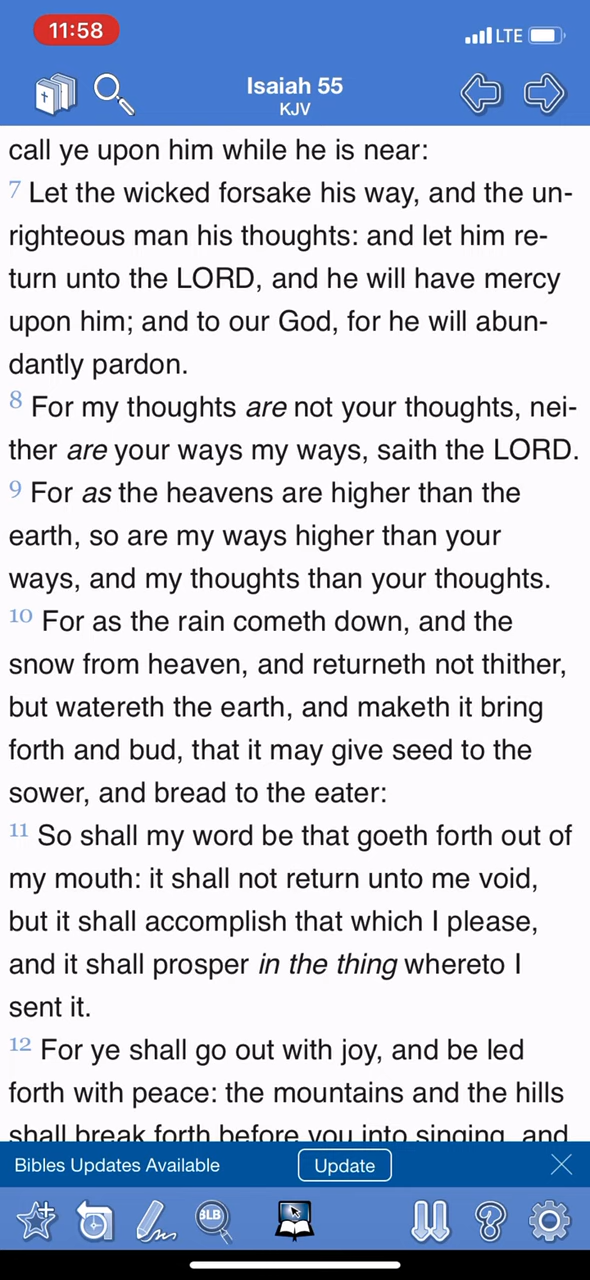 11:58
LTE
Isaiah 55
KJV
call ye upon him while he is near:
7 Let the wicked forsake his way, and the un-
righteous man his thoughts: and let him re-
turn unto the LORD, and he will have mercy
upon him; and to our God, for he will abun-
dantly pardon.
8 For my thoughts are not your thoughts, nei-
ther are your ways my ways, saith the LORD.
9 For as the heavens are higher than the
earth, so are my ways higher than your
ways, and my thoughts than your thoughts.
10 For as the rain cometh down, and the
snow from heaven, and returneth not thither,
but watereth the earth, and maketh it bring
forth and bud, that it may give seed to the
sower, and bread to the eater:
11 So shall my word be that goeth forth out of
my mouth: it shall not return unto me void,
but it shall accomplish that which I please,
and it shall prosper in the thing whereto I
sent it.
12 For ye shall go out with joy, and be led
forth with peace: the mountains and the hills
shall break forth before you into singing, and
Bibles Updates Available
Update
BLB